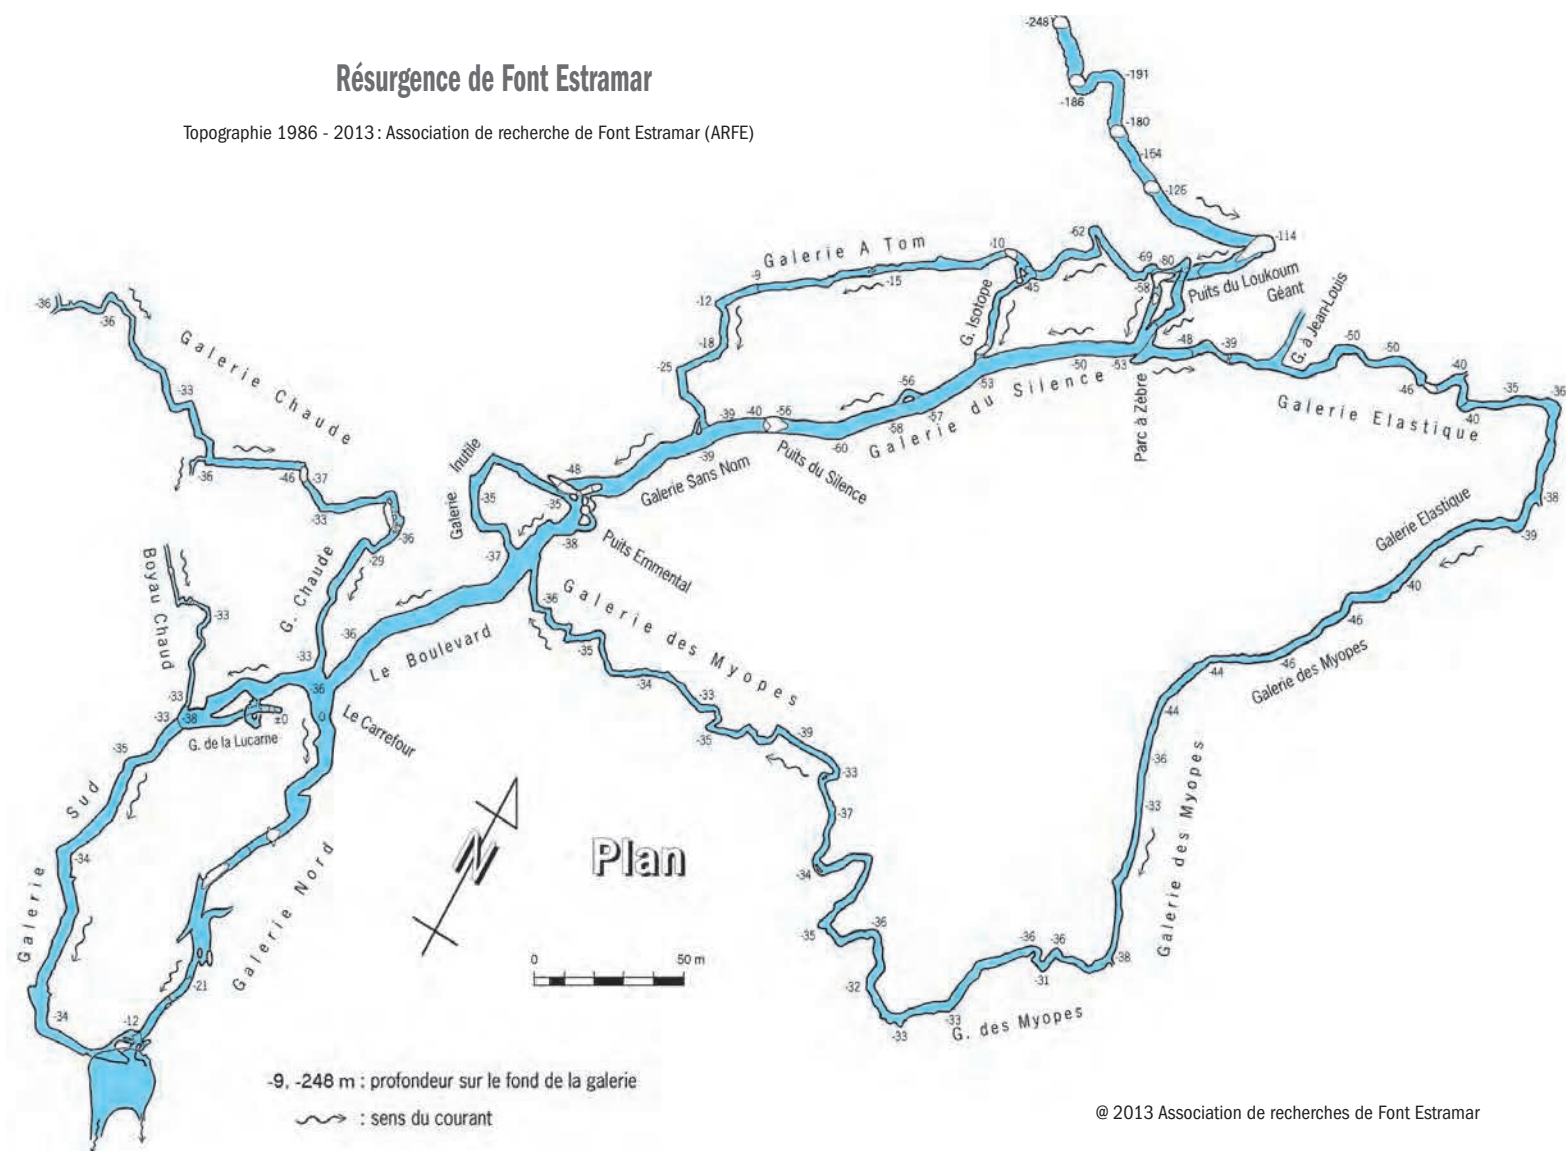 Résurgence de Font Estramar
Topographie 1986 - 2013 : Association de recherche de Font Estramar (ARFE)
-248
-191
-186
-180
-164
-126
-114
-62
-69
-80
-58
Puits du Loukoum
Géant
Galerie A Tom
-10
-9
-15
-45
-12
-18
-25
G. Isotope
G. à Jean-Louis
-48
-39
-50
-50
-46
-40
-40
-35
-36
-50
-53
-53
-56
-57
-58
-60
Galerie du Silence
Parc à Zèbre
Galerie Elastique
-39
-40
-56
-39
Galerie Sans Nom
Puits du Silence
-38
-39
Galerie Elastique
-40
-46
-46
-44
Galerie des Myopes
-44
-36
-33
Galerie des Myopes
-38
-36
-36
-31
-36
-36
-33
-36
-46
-37
-33
-36
-29
Galerie Chaude
G. Chaude
Inutile
Galerie
-35
-48
-35
-37
-38
Puits Emmental
Boyau Chaud
-33
-33
-33
-38
-33
-36
-36
±0
G. de la Lucarne
Le Boulevard
Le Carrefour
Galerie des Myopes
-36
-35
-34
-33
-35
-39
-33
-37
-34
-35
-36
-32
-33
-33
G. des Myopes
-35
Sud
-34
Galerie
-34
Galerie Nord
-21
-12
N
Plan
0 50 m
-9, -248 m : profondeur sur le fond de la galerie
: sens du courant
@ 2013 Association de recherches de Font Estramar